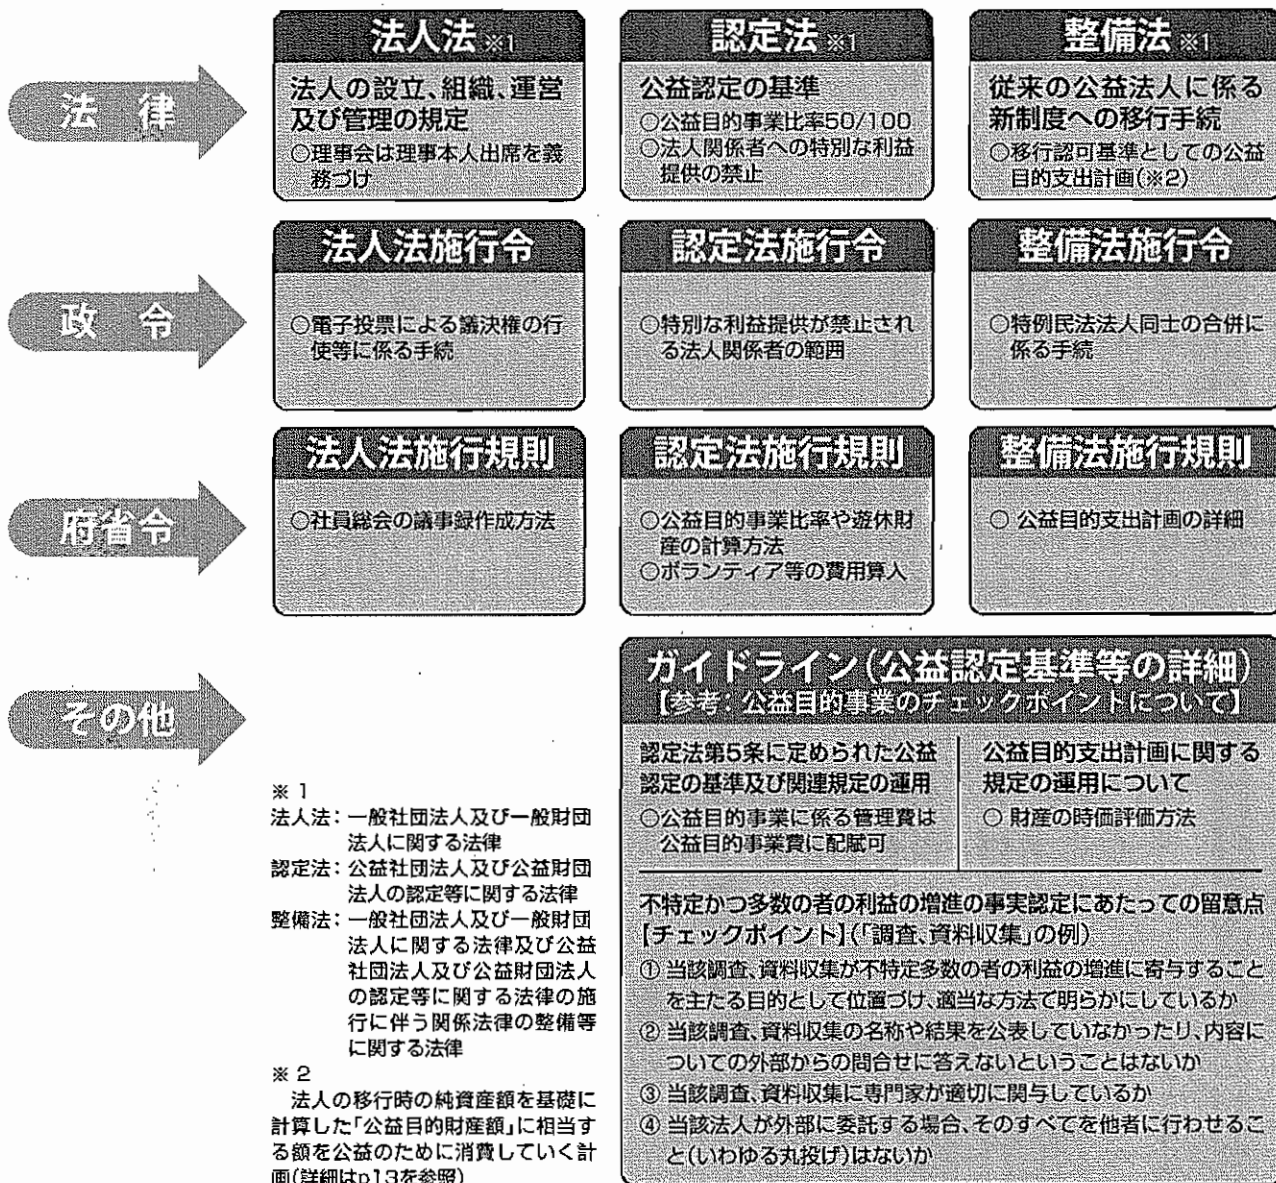 法律
法人法 ※1
法人の設立、組織、運営
及び管理の規定
○理事会は理事本人出席を義
務づけ
認定法 ※1
公益認定の基準
○公益目的事業比率50/100
○法人関係者への特別な利益
提供の禁止
整備法 ※1
従来の公益法人に係る
新制度への移行手続
○移行認可基準としての公益
目的支出計画(※2)
政令
法人法施行令
○電子投票による議決権の行
使等に係る手続
認定法施行令
○特別な利益提供が禁止され
る法人関係者の範囲
整備法施行令
○特例民法法人同士の合併に
係る手続
府省令
法人法施行規則
○社員総会の議事録作成方法
認定法施行規則
○公益目的事業比率や遊休財
産の計算方法
○ボランティア等の費用算入
整備法施行規則
○ 公益目的支出計画の詳細
その他
ガイドライン(公益認定基準等の詳細)
【参考:公益目的事業のチェックポイントについて】
認定法第5条に定められた公益
認定の基準及び関連規定の運用
○公益目的事業に係る管理費は
公益目的事業費に配賦可
公益目的支出計画に関する
規定の運用について
○ 財産の時価評価方法
不特定かつ多数の者の利益の増進の事実認定にあたっての留意点
【チェックポイント】(「調査、資料収集」の例)
① 当該調査、資料収集が不特定多数の者の利益の増進に寄与すること
を主たる目的として位置づけ、適当な方法で明らかにしているか
② 当該調査、資料収集の名称や結果を公表していなかったり、内容に
ついての外部からの問合せに答えないということはないか
③ 当該調査、資料収集に専門家が適切に関与しているか
④ 当該法人が外部に委託する場合、そのすべてを他者に行わせるこ
と(いわゆる丸投げ)はないか
※1
法人法:一般社団法人及び一般財団
法人に関する法律
認定法:公益社団法人及び公益財団
法人の認定等に関する法律
整備法:一般社団法人及び一般財団
法人に関する法律及び公益
社団法人及び公益財団法人
の認定等に関する法律の施
行に伴う関係法律の整備等
に関する法律
※2
法人の移行時の純資産額を基礎に
計算した「公益目的財産額」に相当す
る額を公益のために消費していく計
画(詳細はp13を参照)